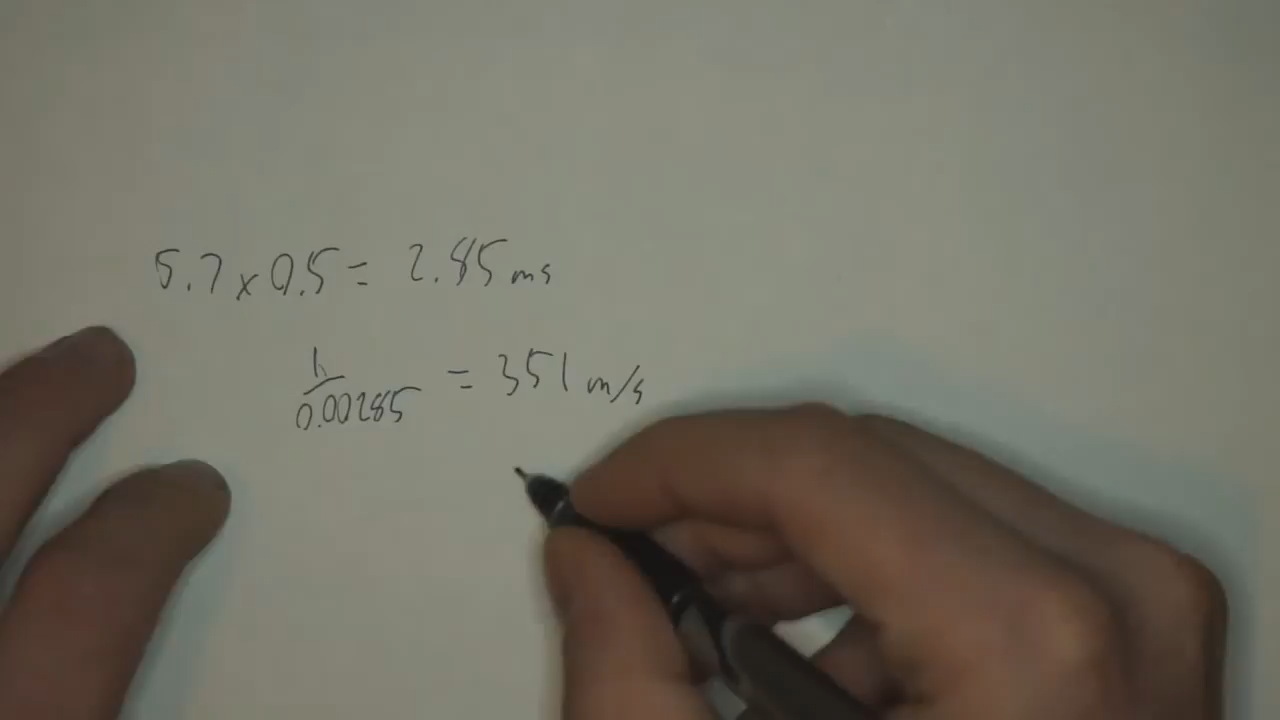 5.7 x 0.5 = 2.85 ms
1
0.00285
= 351 m/s